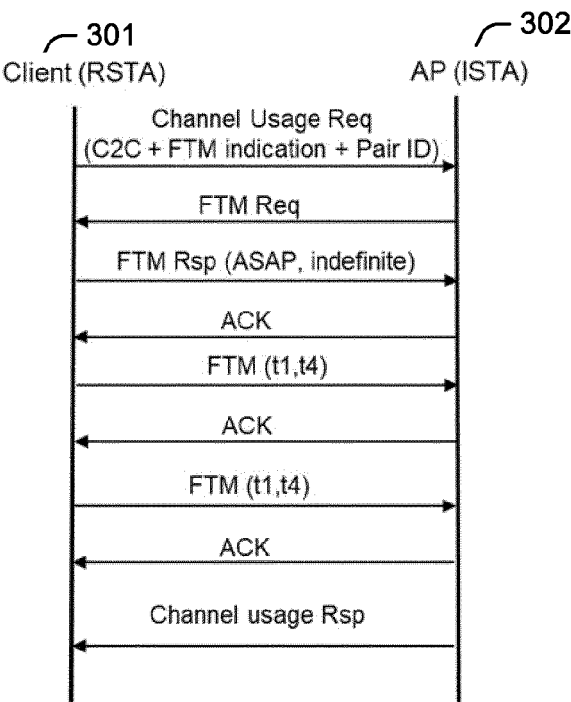 301
302
Client (RSTA)
AP (ISTA)
Channel Usage Req
(C2C + FTM indication + Pair ID)
FTM Req
FTM Rsp (ASAP, indefinite)
ACK
FTM (t1,t4)
ACK
FTM (t1,t4)
ACK
Channel usage Rsp